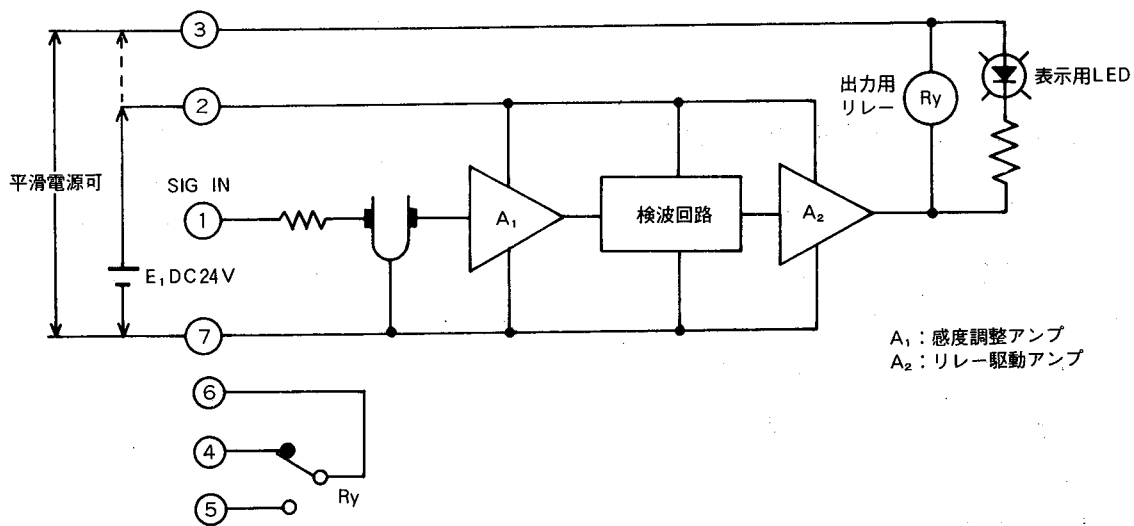 ③
出力用
リレー
Ry
表示用LED
②
平滑電源可
SIG IN
①
A₁
検波回路
A₂
E₁DC24V
⑦
A₁:感度調整アンプ
A₂:リレー駆動アンプ
⑥
④
Ry
⑤